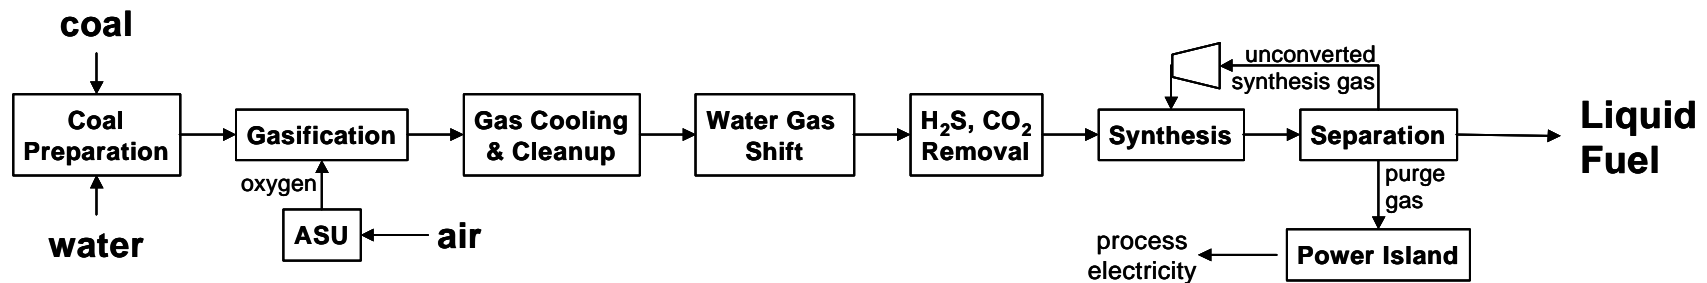 coal
Coal
Preparation
water
Gasification
oxygen
ASU
air
Gas Cooling
& Cleanup
Water Gas
Shift
H₂S, CO₂
Removal
Synthesis
unconverted
synthesis gas
Separation
Liquid
Fuel
purge
gas
Power Island
process
electricity